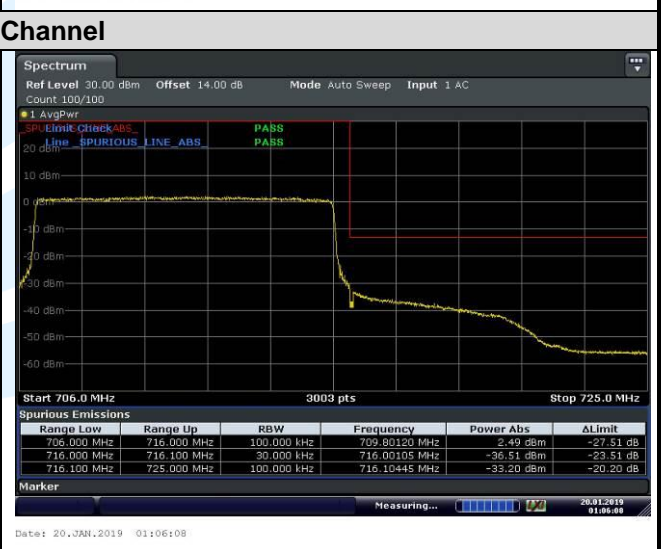 Channel
Spectrum
Ref Level 30.00 dBm Offset 14.00 dB Mode Auto Sweep Input 1 AC
Count 100/100
1 AvgPwr
Limit Check PASS
Line _SPURIOUS_LINE_ABS_ PASS
20 dBm
10 dBm
0 dBm
-10 dBm
-20 dBm
-30 dBm
-40 dBm
-50 dBm
-60 dBm
Start 706.0 MHz 3003 pts Stop 725.0 MHz
Spurious Emissions
Range Low Range Up RBW Frequency Power Abs ΔLimit
706.000 MHz 716.000 MHz 100.000 kHz 709.80120 MHz 2.49 dBm -27.51 dB
716.000 MHz 716.100 MHz 30.000 kHz 716.00105 MHz -36.51 dBm -23.51 dB
716.100 MHz 725.000 MHz 100.000 kHz 716.10445 MHz -33.20 dBm -20.20 dB
Marker
Measuring... 20.01.2019
01:06:08
Date: 20.JAN.2019 01:06:08